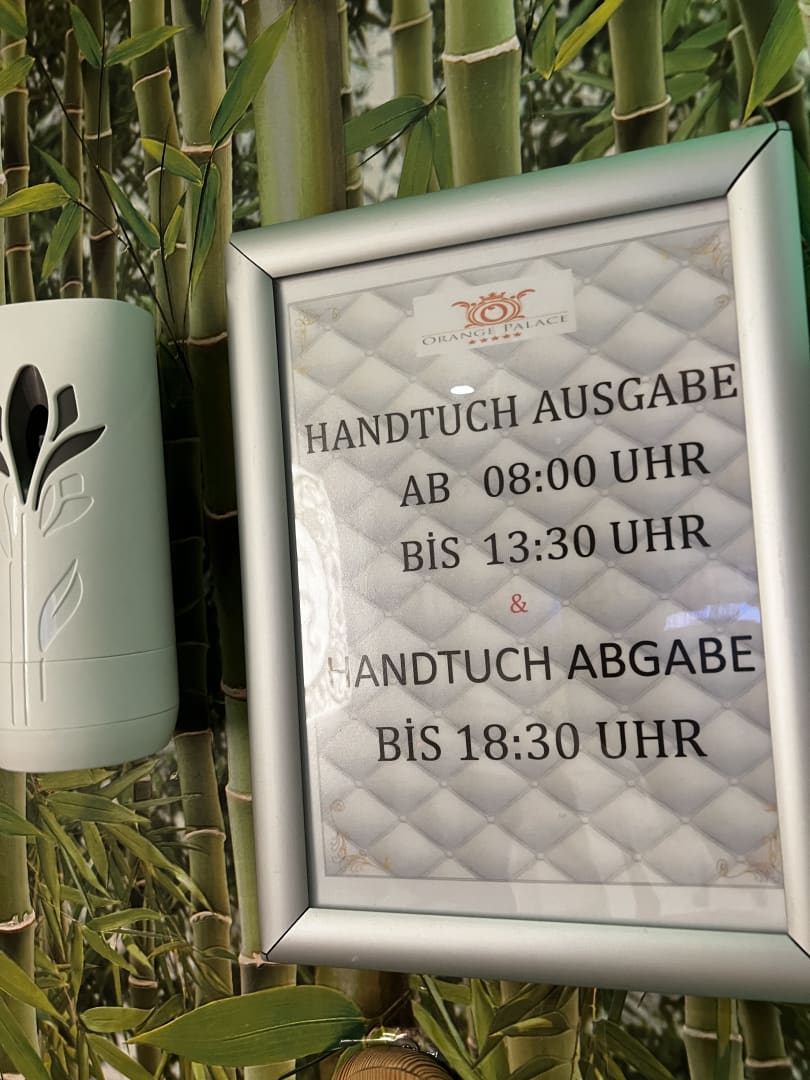 ORANGE PALACE
HANDTUCH AUSGABE
AB 08:00 UHR
BİS 13:30 UHR
&
HANDTUCH ABGABE
BİS 18:30 UHR